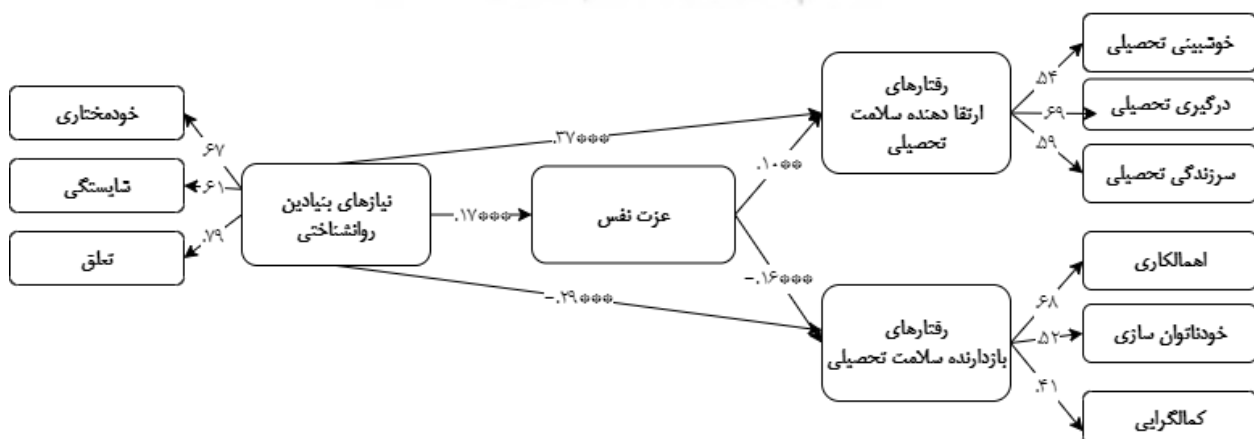 خوشبینی تحصیلی
درگیری تحصیلی
سرزندگی تحصیلی
.۵۴
.۶۹
.۵۹
رفتارهای
ارتقا دهنده سلامت
تحصیلی
.۳۷***
.۱۰**
خودمختاری
شایستگی
تعلق
.۶۷
.۶۱
.۷۹
نیازهای بنیادین
روانشناختی
.۱۷***
عزت نفس
-.۱۶***
-.۲۹***
رفتارهای
بازدارنده سلامت تحصیلی
.۶۸
.۵۲
.۴۱
اهمالکاری
خودناتوان سازی
کمالگرایی